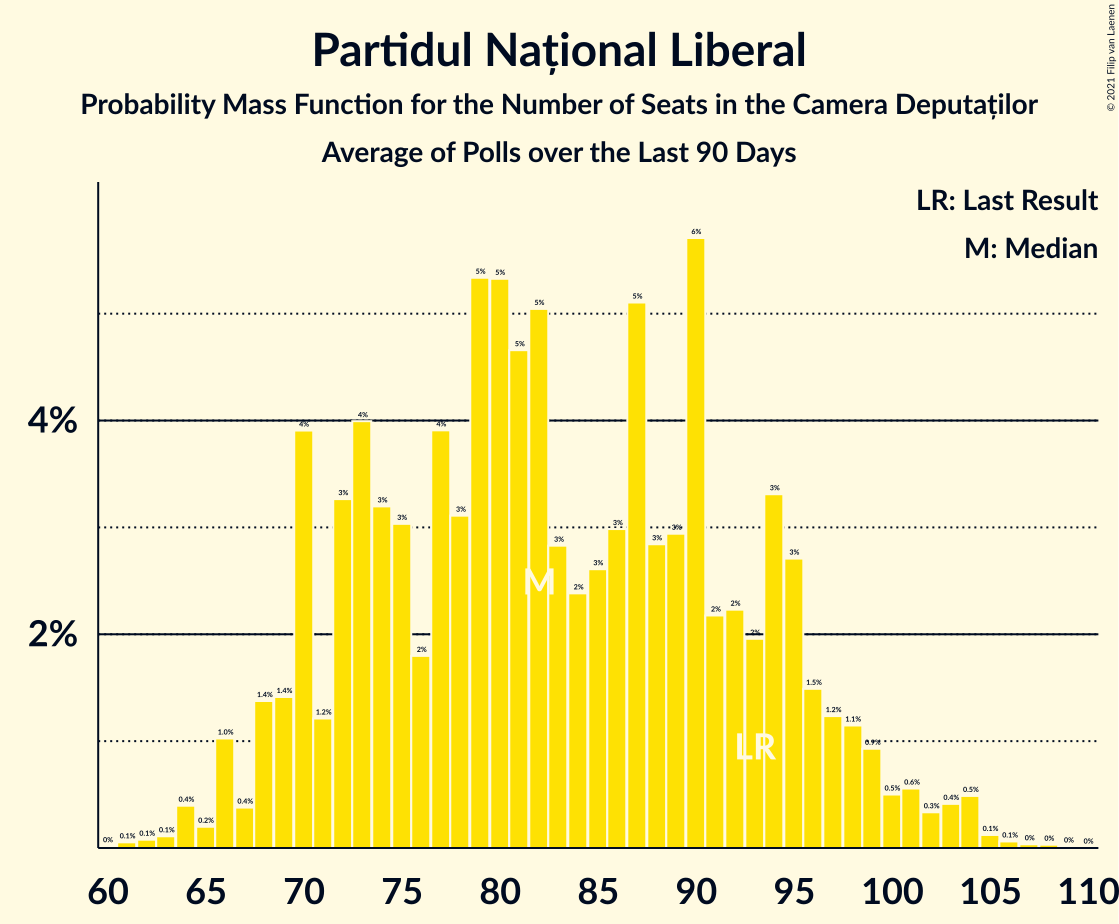 Partidul Național Liberal
Probability Mass Function for the Number of Seats in the Camera Deputaților
Average of Polls over the Last 90 Days
© 2021 Filip van Laenen
LR: Last Result
M: Median
4%
2%
0% 0.1% 0.1% 0.1% 0.4% 0.2% 1.0% 0.4% 1.4% 1.4% 4% 1.2% 3% 4% 3% 3% 2% 4% 3% 5% 5% 5% 5% 3% 2% 3% 3% 5% 3% 3% 6% 2% 2% 2% 3% 3% 1.5% 1.2% 1.1% 0.9% 0.5% 0.6% 0.3% 0.4% 0.5% 0.1% 0.1% 0% 0% 0% 0%
M
LR
60 65 70 75 80 85 90 95 100 105 110